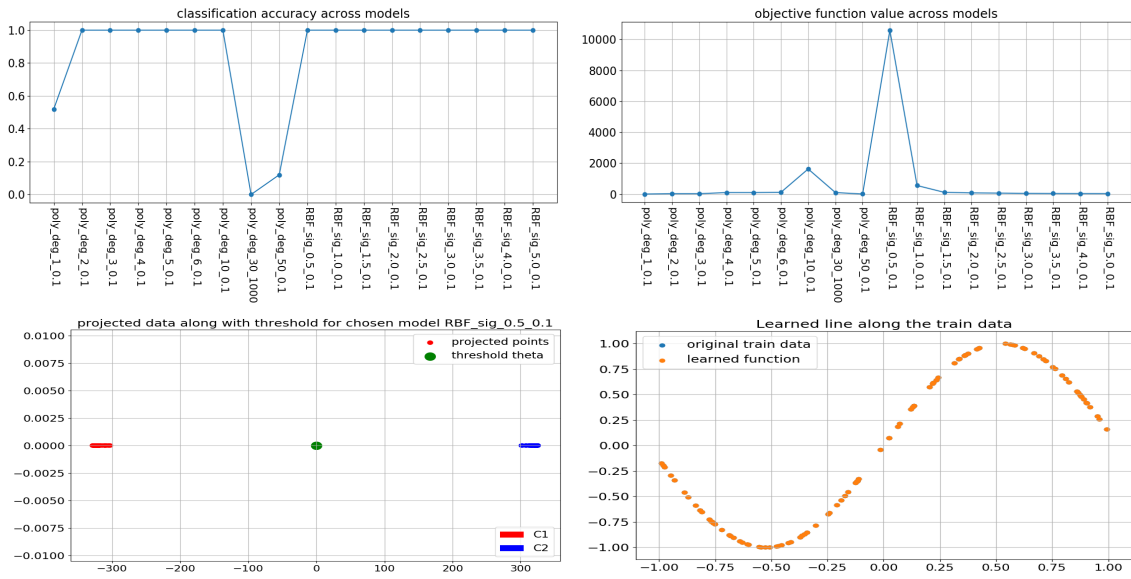 classification accuracy across models
1.0
0.8
0.6
0.4
0.2
0.0
poly_deg_1_0.1
poly_deg_2_0.1
poly_deg_3_0.1
poly_deg_4_0.1
poly_deg_5_0.1
poly_deg_6_0.1
poly_deg_10_0.1
poly_deg_30_1000
poly_deg_50_0.1
RBF_sig_0.5_0.1
RBF_sig_1.0_0.1
RBF_sig_1.5_0.1
RBF_sig_2.0_0.1
RBF_sig_2.5_0.1
RBF_sig_3.0_0.1
RBF_sig_3.5_0.1
RBF_sig_4.0_0.1
RBF_sig_5.0_0.1
objective function value across models
10000
8000
6000
4000
2000
0
poly_deg_1_0.1
poly_deg_2_0.1
poly_deg_3_0.1
poly_deg_4_0.1
poly_deg_5_0.1
poly_deg_6_0.1
poly_deg_10_0.1
poly_deg_30_1000
poly_deg_50_0.1
RBF_sig_0.5_0.1
RBF_sig_1.0_0.1
RBF_sig_1.5_0.1
RBF_sig_2.0_0.1
RBF_sig_2.5_0.1
RBF_sig_3.0_0.1
RBF_sig_3.5_0.1
RBF_sig_4.0_0.1
RBF_sig_5.0_0.1
projected data along with threshold for chosen model RBF_sig_0.5_0.1
0.0100
0.0075
0.0050
0.0025
0.0000
−0.0025
−0.0050
−0.0075
−0.0100
projected points
threshold theta
C1
C2
−300 −200 −100 0 100 200 300
Learned line along the train data
original train data
learned function
1.00
0.75
0.50
0.25
0.00
−0.25
−0.50
−0.75
−1.00
−1.00 −0.75 −0.50 −0.25 0.00 0.25 0.50 0.75 1.00